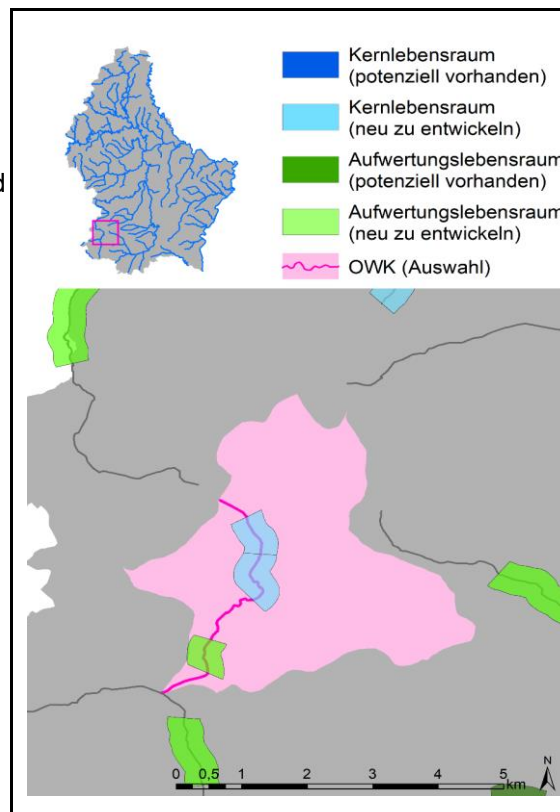 Kernlebensraum
(potenziell vorhanden)
Kernlebensraum
(neu zu entwickeln)
d
Aufwertungslebensraum
(potenziell vorhanden)
Aufwertungslebensraum
(neu zu entwickeln)
OWK (Auswahl)
0 0,5 1 2 3 4 5
km
N